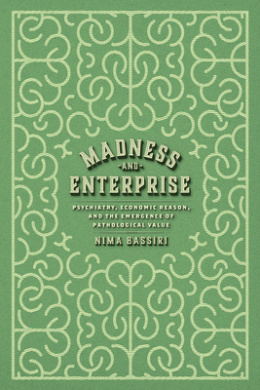 MADNESS
-AND-
ENTERPRISE
PSYCHIATRY, ECONOMIC REASON,
AND THE EMERGENCE OF
PATHOLOGICAL VALUE
NIMA BASSIRI